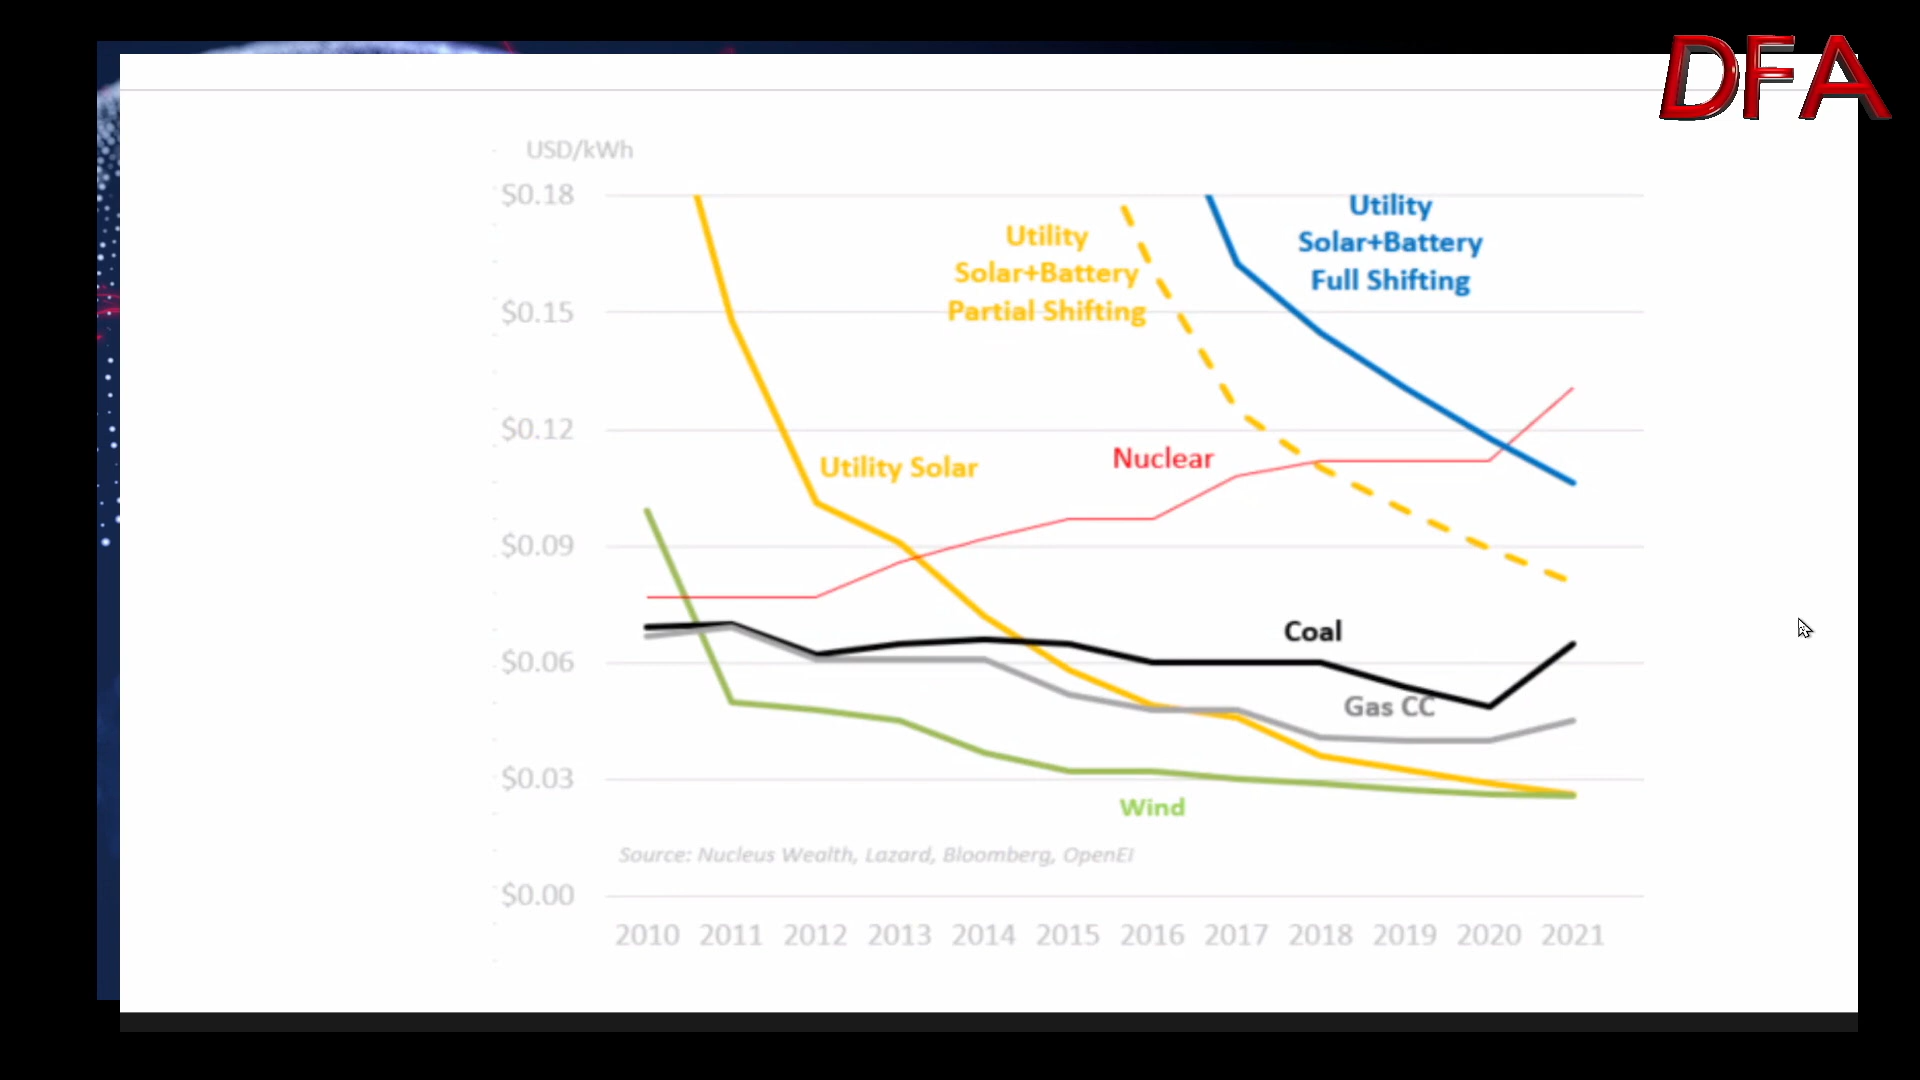 DFA
USD/kWh
$0.18
Utility
Solar+Battery
Full Shifting
Utility
Solar+Battery
Partial Shifting
$0.15
$0.12
Nuclear
Utility Solar
$0.09
Coal
$0.06
Gas CC
$0.03
Wind
Source: Nucleus Wealth, Lazard, Bloomberg, OpenEI
$0.00
2010 2011 2012 2013 2014 2015 2016 2017 2018 2019 2020 2021